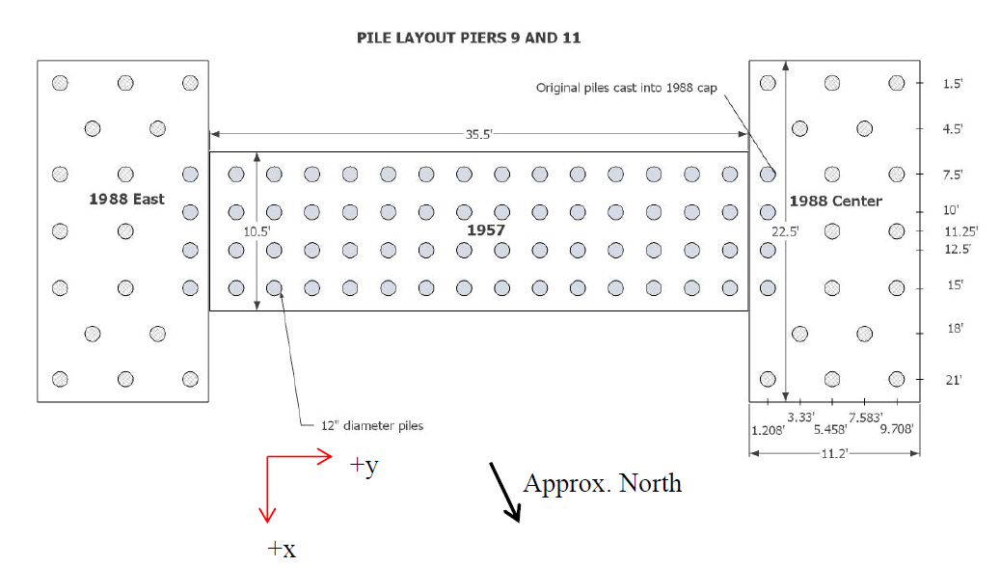 PILE LAYOUT PIERS 9 AND 11
Original piles cast into 1988 cap
1.5'
35.5'
4.5'
7.5'
1988 East
1988 Center
10'
10.5'
1957
22.5'
11.25'
12.5'
15'
18'
21'
12" diameter piles
3.33'
7.583'
1.208'
5.458'
9.708'
11.2'
+y
Approx. North
+x